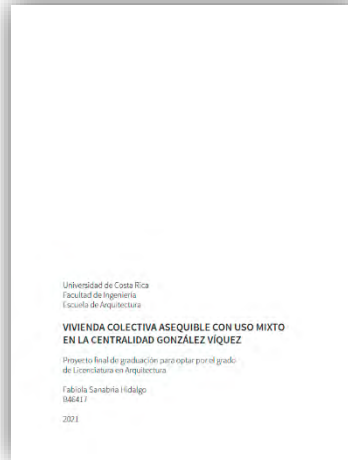 Universidad de Costa Rica
Facultad de Ingeniería
Escuela de Arquitectura
VIVIENDA COLECTIVA ASEQUIBLE CON USO MIXTO
EN LA CENTRALIDAD GONZÁLEZ VÍQUEZ
Proyecto final de graduación para optar por el grado
de Licenciatura en Arquitectura
Fabiola Sanabria Hidalgo
B46417
2021